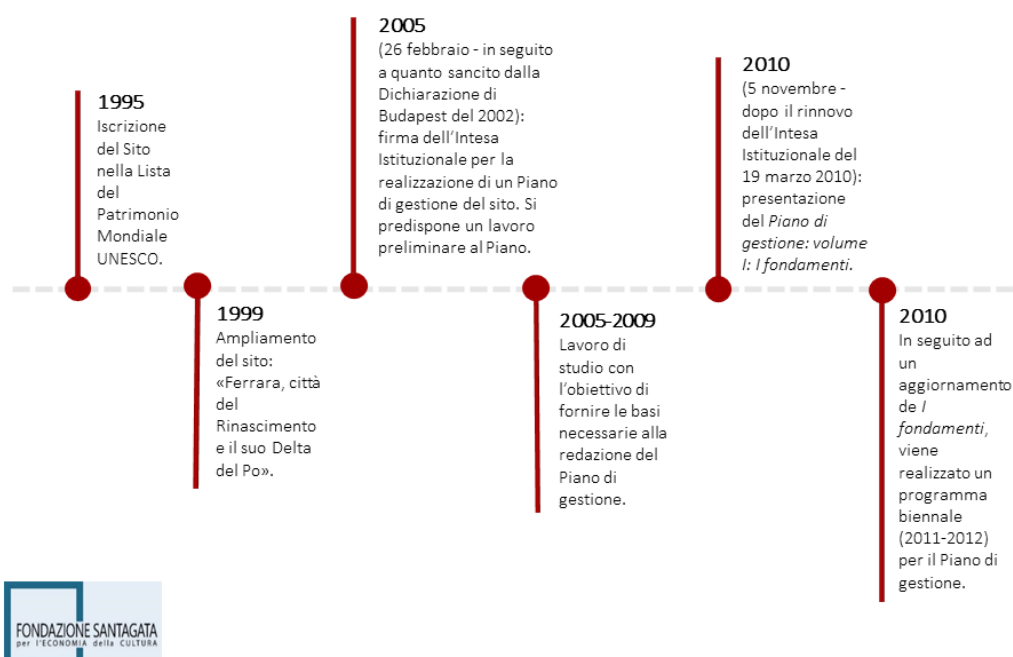 1995
Iscrizione
del Sito
nella Lista
del
Patrimonio
Mondiale
UNESCO.
1999
Ampliamento
del sito:
«Ferrara, città
del
Rinascimento
e il suo Delta
del Po».
2005
(26 febbraio - in seguito
a quanto sancito dalla
Dichiarazione di
Budapest del 2002):
firma dell’Intesa
Istituzionale per la
realizzazione di un Piano
di gestione del sito. Si
predispone un lavoro
preliminare al Piano.
2005-2009
Lavoro di
studio con
l’obiettivo di
fornire le basi
necessarie alla
redazione del
Piano di
gestione.
2010
(5 novembre -
dopo il rinnovo
dell’Intesa
Istituzionale del
19 marzo 2010):
presentazione
del Piano di
gestione: volume
I: I fondamenti.
2010
In seguito ad
un
aggiornamento
de I
fondamenti,
viene
realizzato un
programma
biennale
(2011-2012)
per il Piano di
gestione.
FONDAZIONE SANTAGATA
per l'ECONOMIA della CULTURA